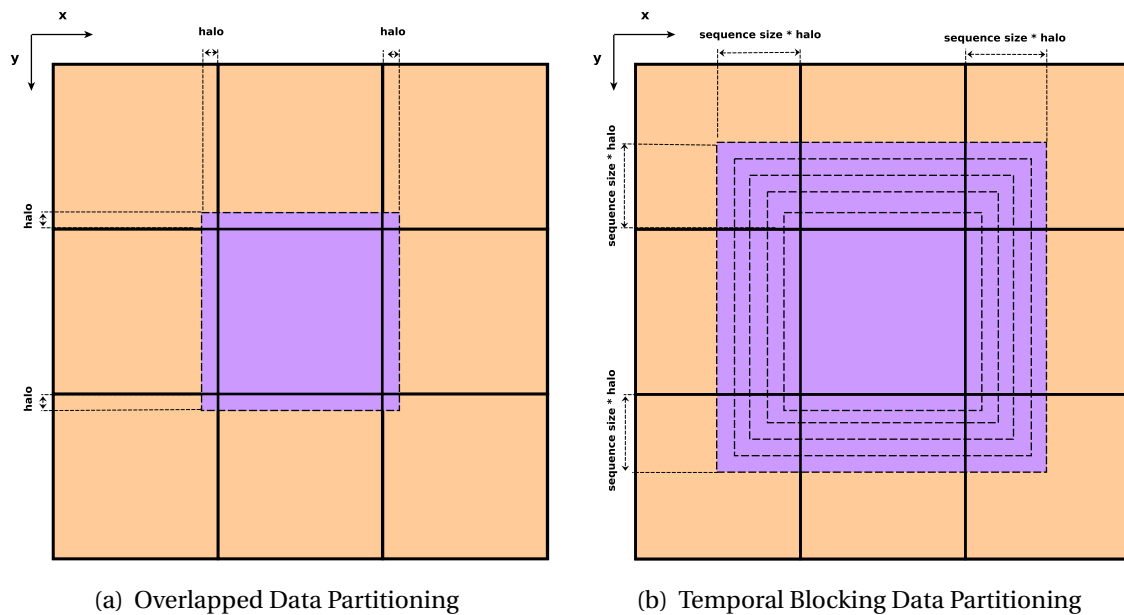 x
y
halo
halo
halo
halo
(a) Overlapped Data Partitioning
x
y
sequence size * halo
sequence size * halo
sequence size * halo
sequence size * halo
(b) Temporal Blocking Data Partitioning